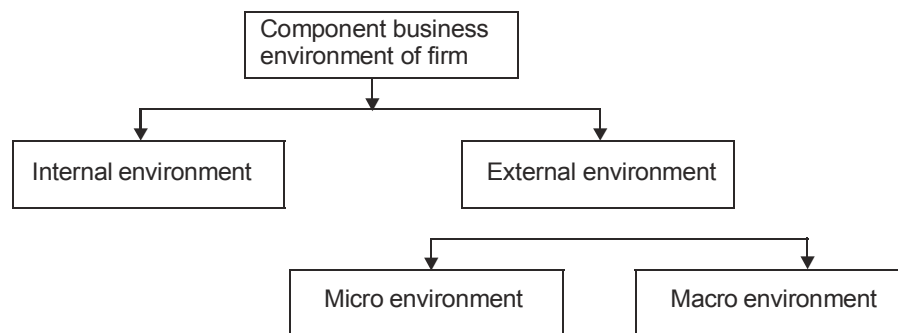 Component business
environment of firm
Internal environment
External environment
Micro environment
Macro environment